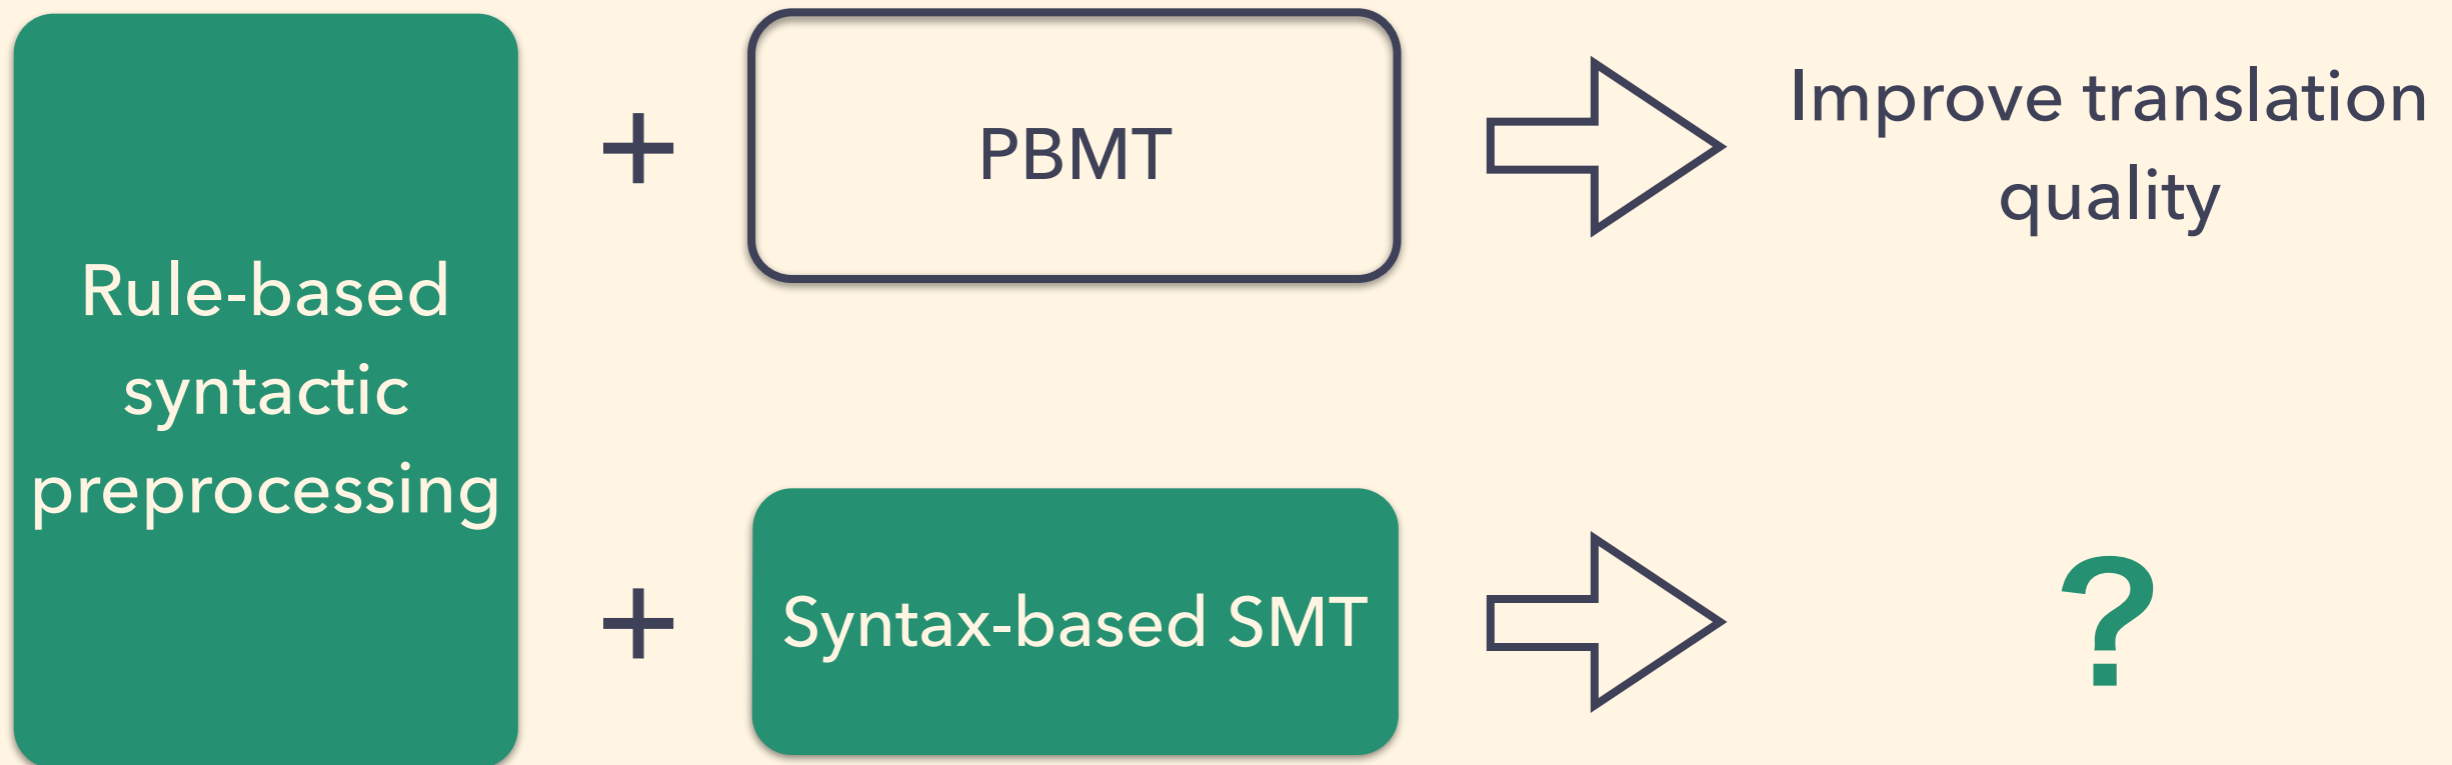 Rule-based
syntactic
preprocessing
+
PBMT
Improve translation
quality
+
Syntax-based SMT
?